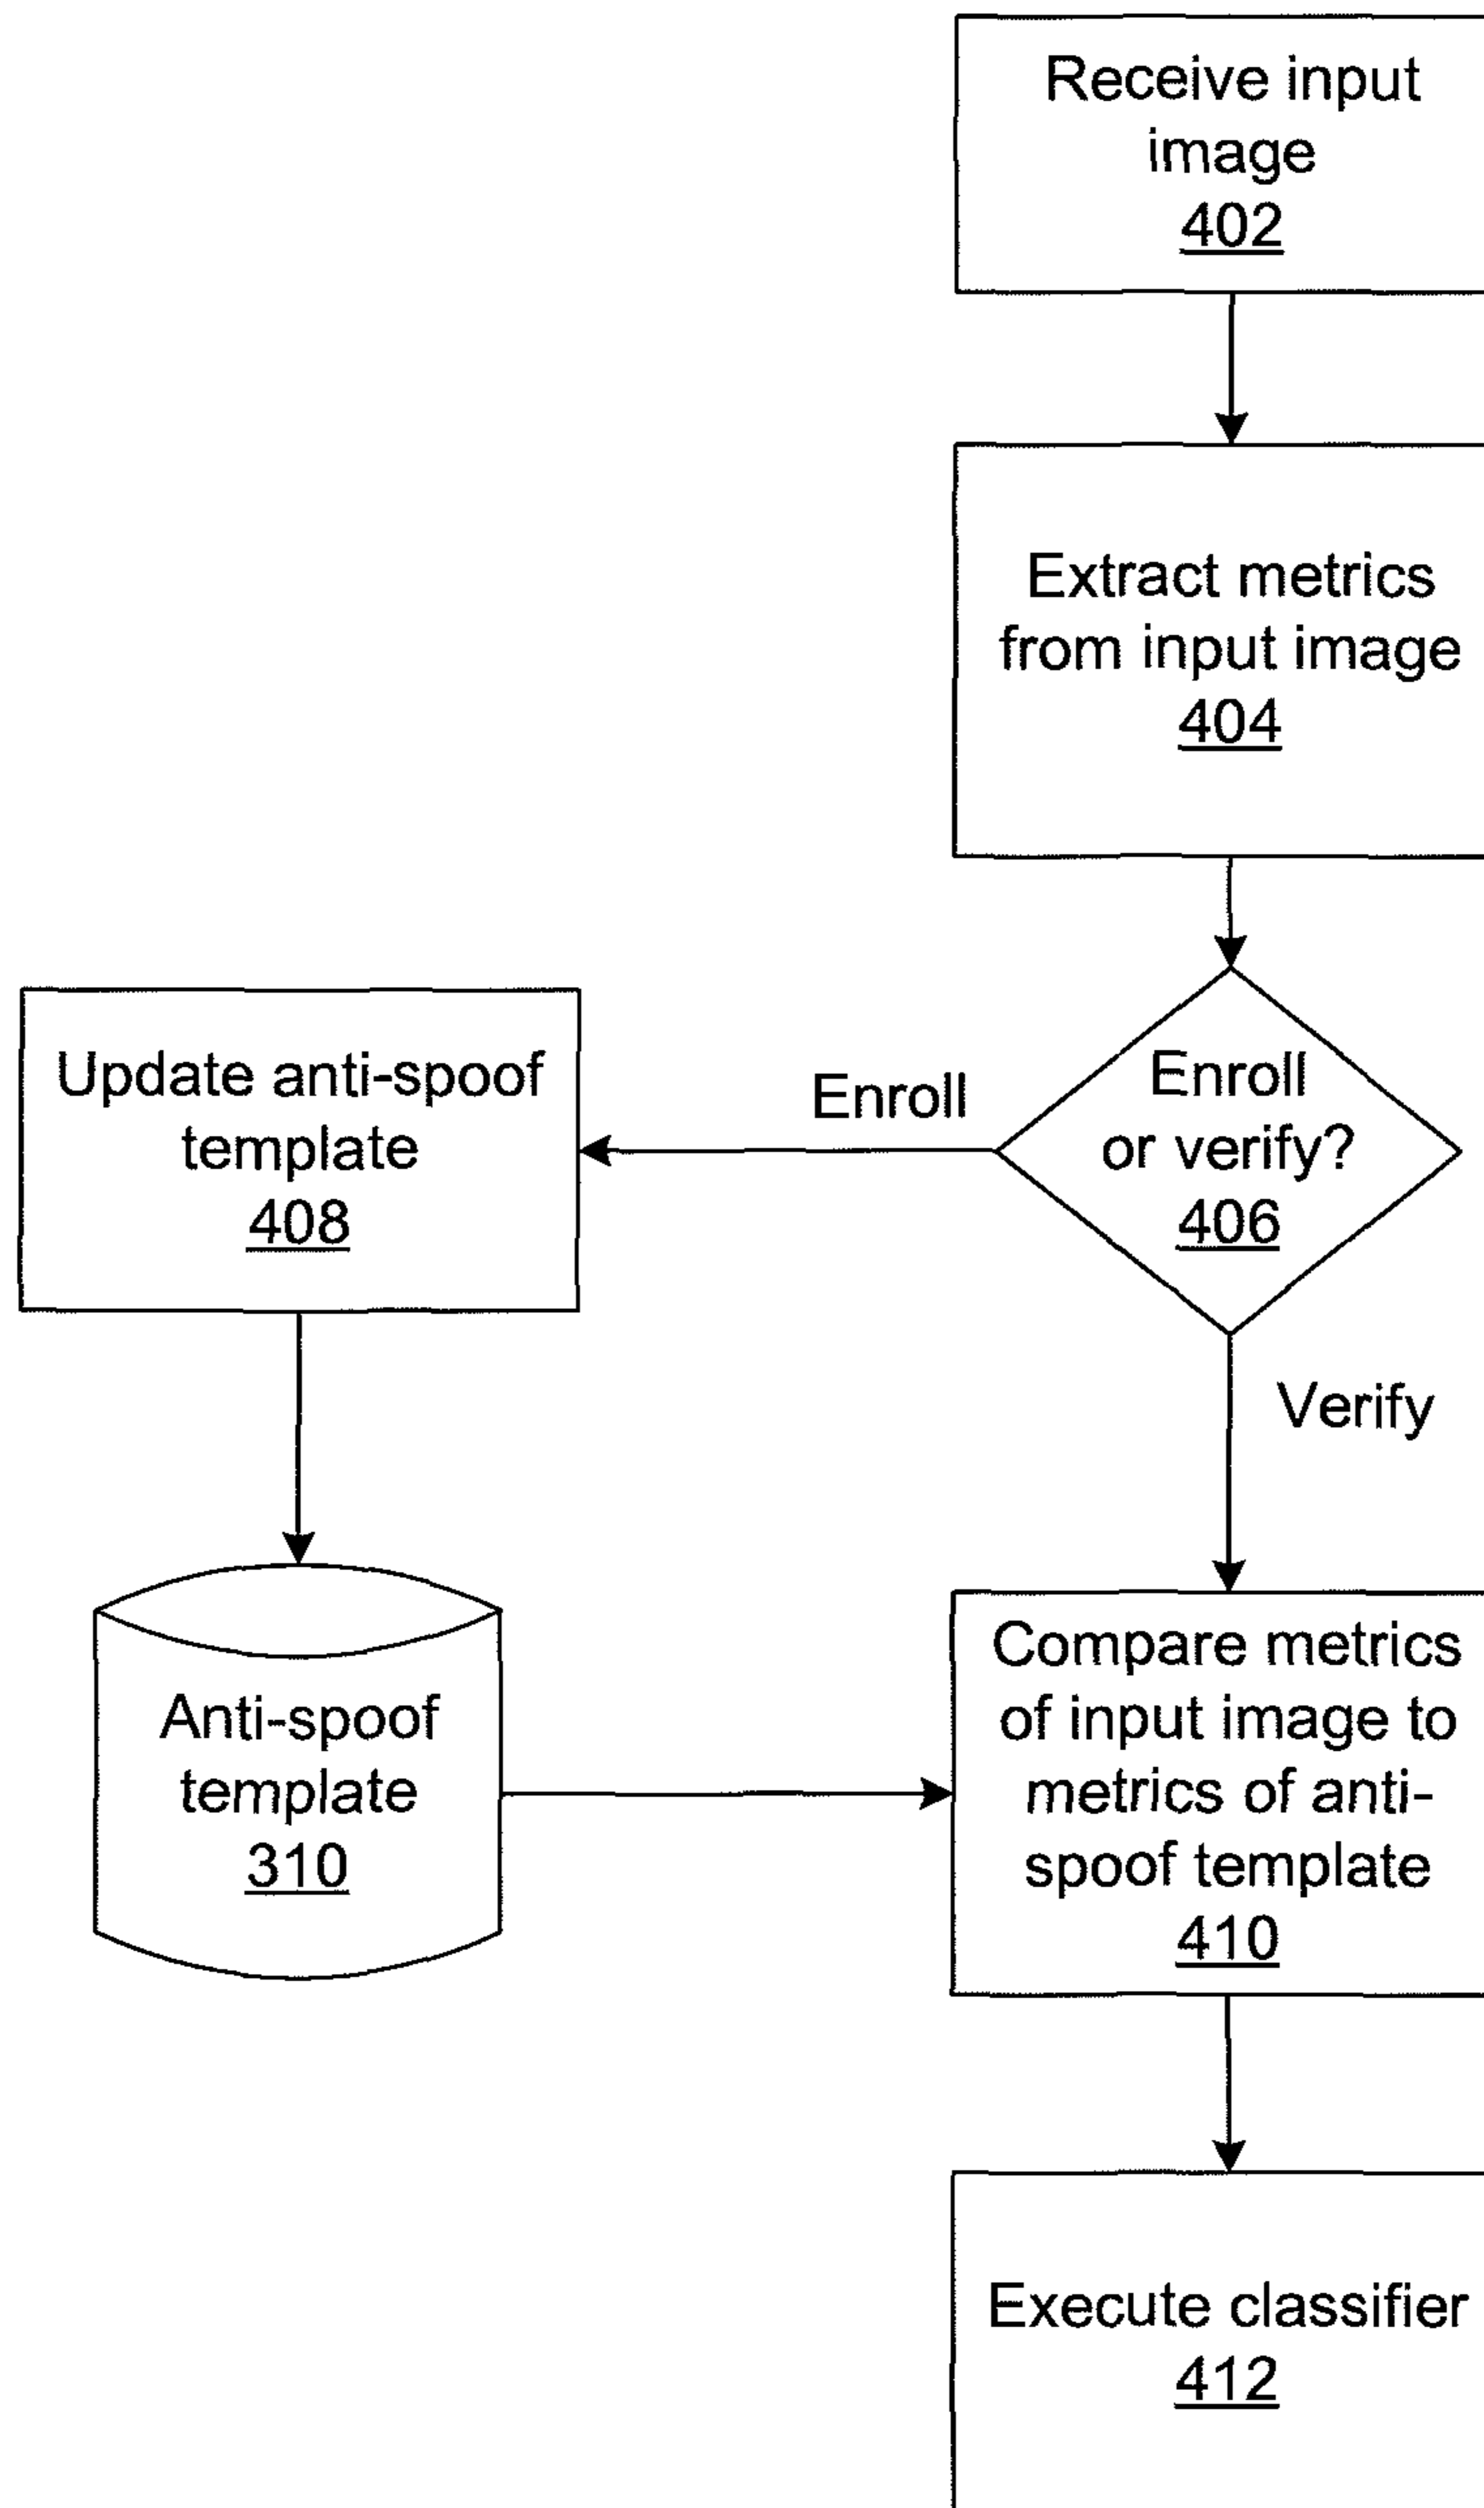 Receive input
image
402
Extract metrics
from input image
404
Enroll
or verify?
406
Enroll
Update anti-spoof
template
408
Verify
Anti-spoof
template
310
Compare metrics
of input image to
metrics of anti-
spoof template
410
Execute classifier
412